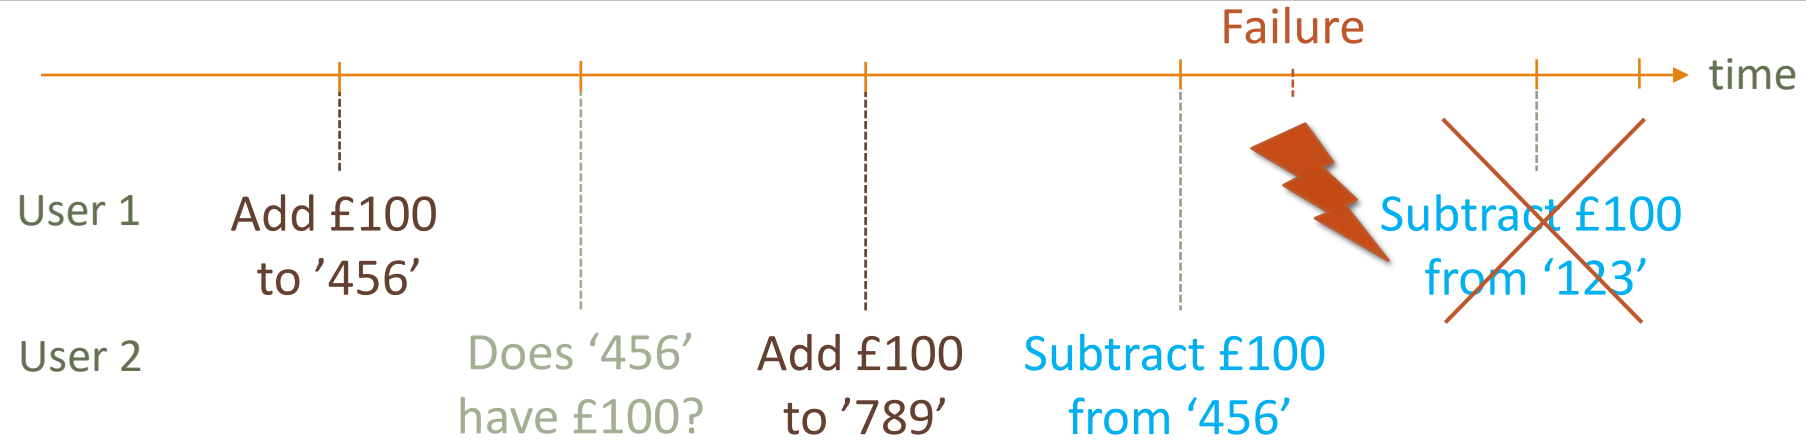 Failure
time
User 1
Add £100
to ’456’
Subtract £100
from ‘123’
User 2
Does ‘456’
have £100?
Add £100
to ’789’
Subtract £100
from ‘456’